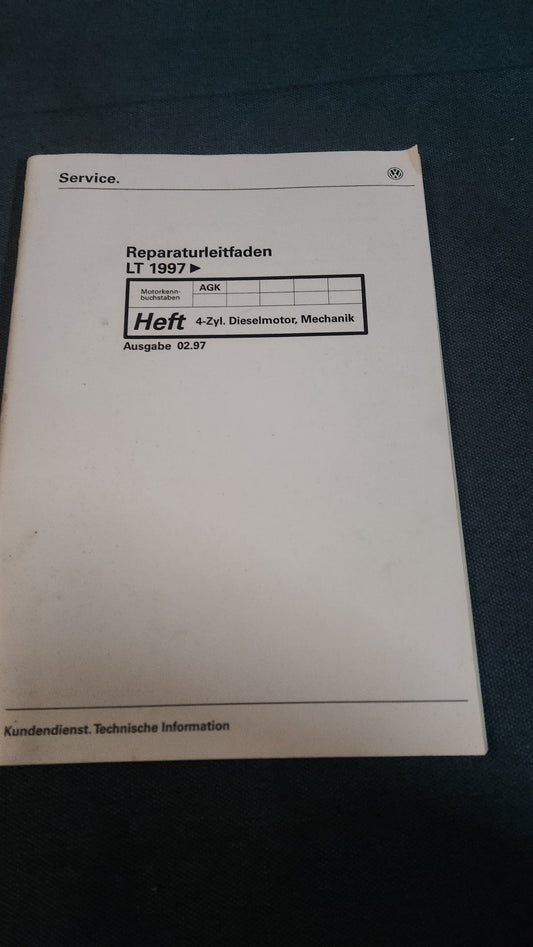 Service.
Reparaturleitfaden
LT 1997 ►
Motorkenn-
buchstaben
AGK
Heft 4-Zyl. Dieselmotor, Mechanik
Ausgabe 02.97
Kundendienst. Technische Information